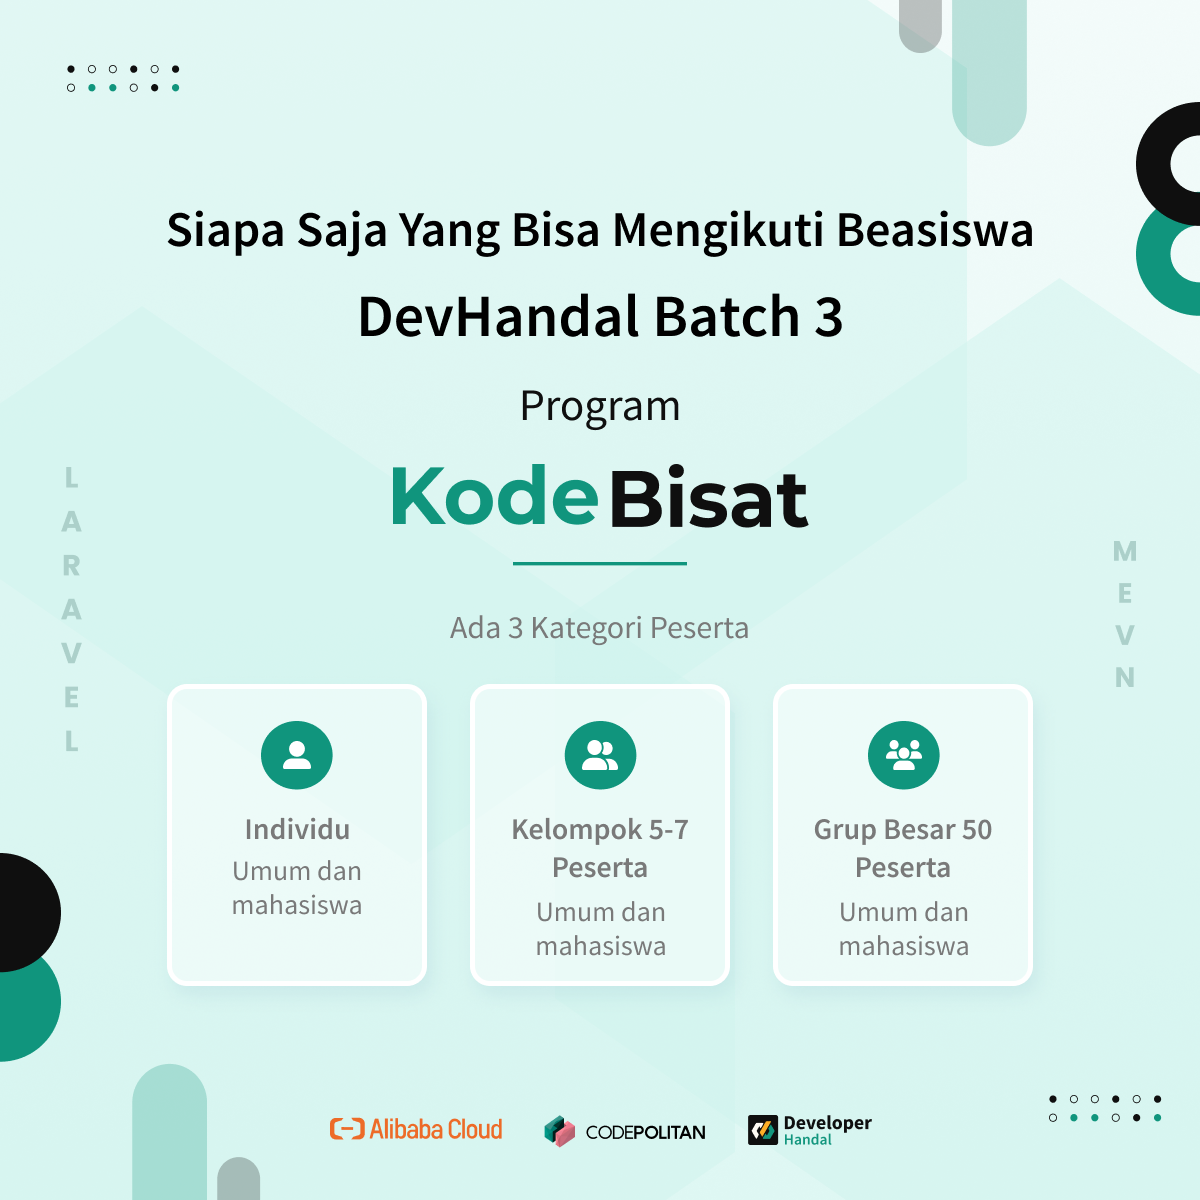 Siapa Saja Yang Bisa Mengikuti Beasiswa
DevHandal Batch 3
Program
KodeBisat
LARAVEL
MEVN
Ada 3 Kategori Peserta
Individu
Umum dan
mahasiswa
Kelompok 5-7
Peserta
Umum dan
mahasiswa
Grup Besar 50
Peserta
Umum dan
mahasiswa
Alibaba Cloud
CODEPOLITAN
Developer
Handal